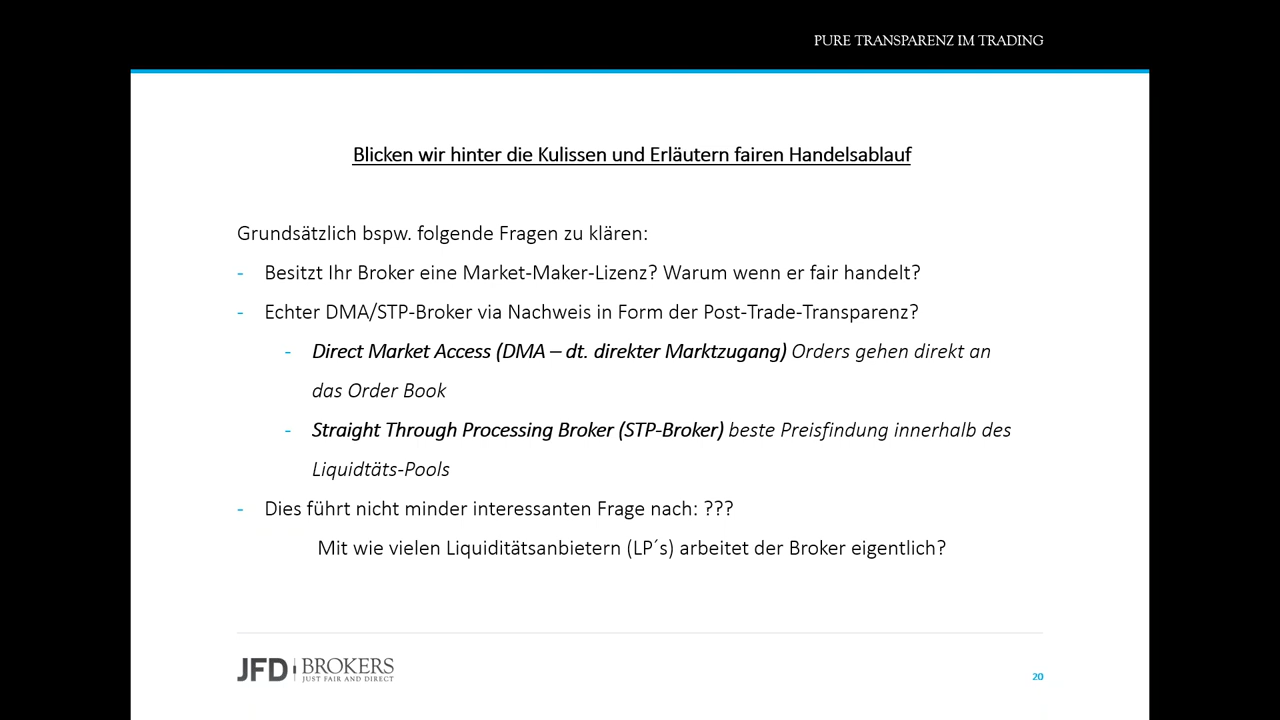 PURE TRANSPARENZ IM TRADING
Blicken wir hinter die Kulissen und Erläutern fairen Handelsablauf
Grundsätzlich bspw. folgende Fragen zu klären:
- Besitzt Ihr Broker eine Market-Maker-Lizenz? Warum wenn er fair handelt?
- Echter DMA/STP-Broker via Nachweis in Form der Post-Trade-Transparenz?
- Direct Market Access (DMA – dt. direkter Marktzugang) Orders gehen direkt an
das Order Book
- Straight Through Processing Broker (STP-Broker) beste Preisfindung innerhalb des
Liquidtäts-Pools
- Dies führt nicht minder interessanten Frage nach: ???
Mit wie vielen Liquiditätsanbietern (LP´s) arbeitet der Broker eigentlich?
JFD BROKERS
JUST FAIR AND DIRECT
20